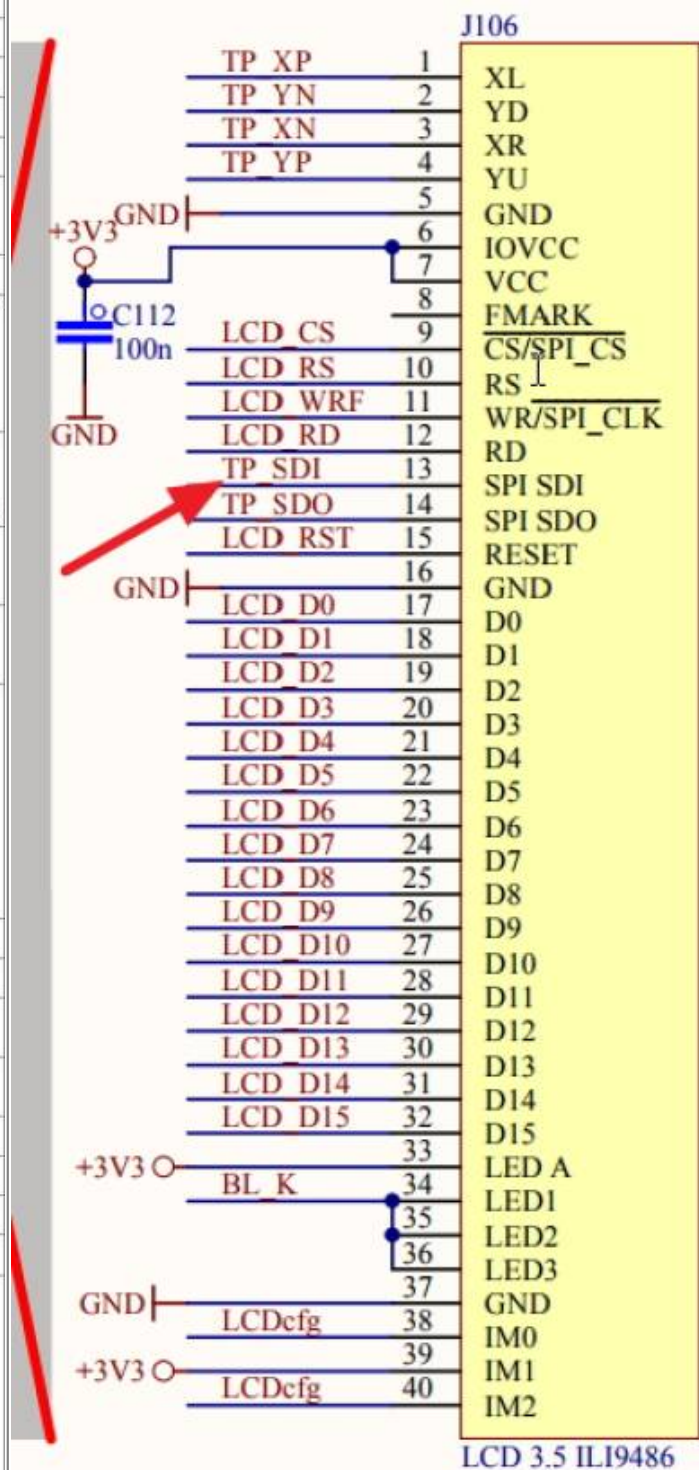 J106
TP_XP 1 XL
TP_YN 2 YD
TP_XN 3 XR
TP_YP 4 YU
GND 5 GND
+3V3 6 IOVCC
7 VCC
C112 8 FMARK
100n
LCD_CS 9 CS/SPI_CS
LCD_RS 10 RS
LCD_WRF 11 WR/SPI_CLK
GND
LCD_RD 12 RD
TP_SDI 13 SPI SDI
TP_SDO 14 SPI SDO
LCD_RST 15 RESET
GND 16 GND
LCD_D0 17 D0
LCD_D1 18 D1
LCD_D2 19 D2
LCD_D3 20 D3
LCD_D4 21 D4
LCD_D5 22 D5
LCD_D6 23 D6
LCD_D7 24 D7
LCD_D8 25 D8
LCD_D9 26 D9
LCD_D10 27 D10
LCD_D11 28 D11
LCD_D12 29 D12
LCD_D13 30 D13
LCD_D14 31 D14
LCD_D15 32 D15
+3V3 33 LED A
BL_K 34 LED1
35 LED2
36 LED3
GND 37 GND
LCDcfg 38 IM0
+3V3 39 IM1
LCDcfg 40 IM2
LCD 3.5 ILI9486